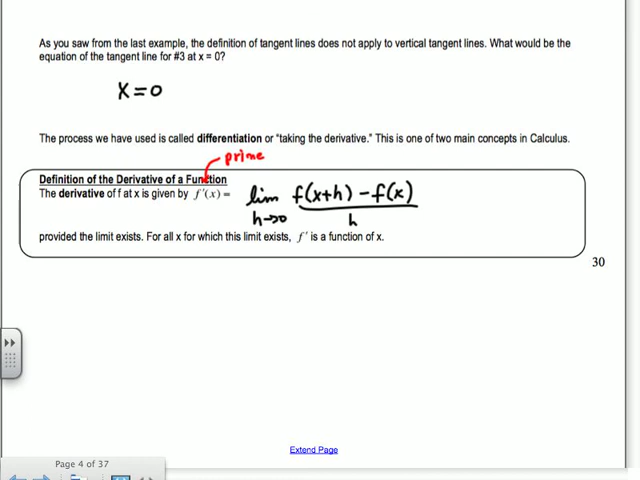 As you saw from the last example, the definition of tangent lines does not apply to vertical tangent lines. What would be the
equation of the tangent line for #3 at x = 0?
x = 0
The process we have used is called differentiation or "taking the derivative." This is one of two main concepts in Calculus.
prime
Definition of the Derivative of a Function
The derivative of f at x is given by f'(x) = lim h→0 f(x+h) - f(x) / h
provided the limit exists. For all x for which this limit exists, f' is a function of x.
30
Extend Page
Page 4 of 37